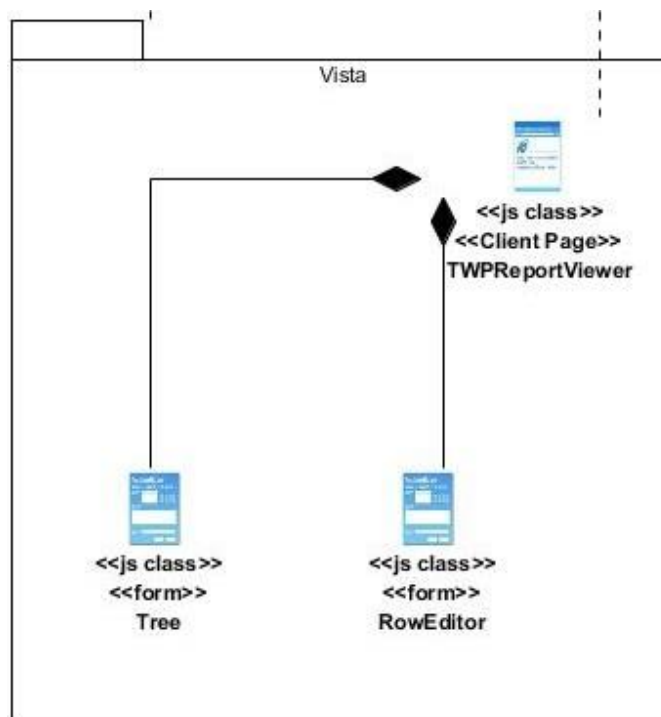 Vista
<<js class>>
<<Client Page>>
TWPReportViewer
<<js class>>
<<form>>
Tree
<<js class>>
<<form>>
RowEditor